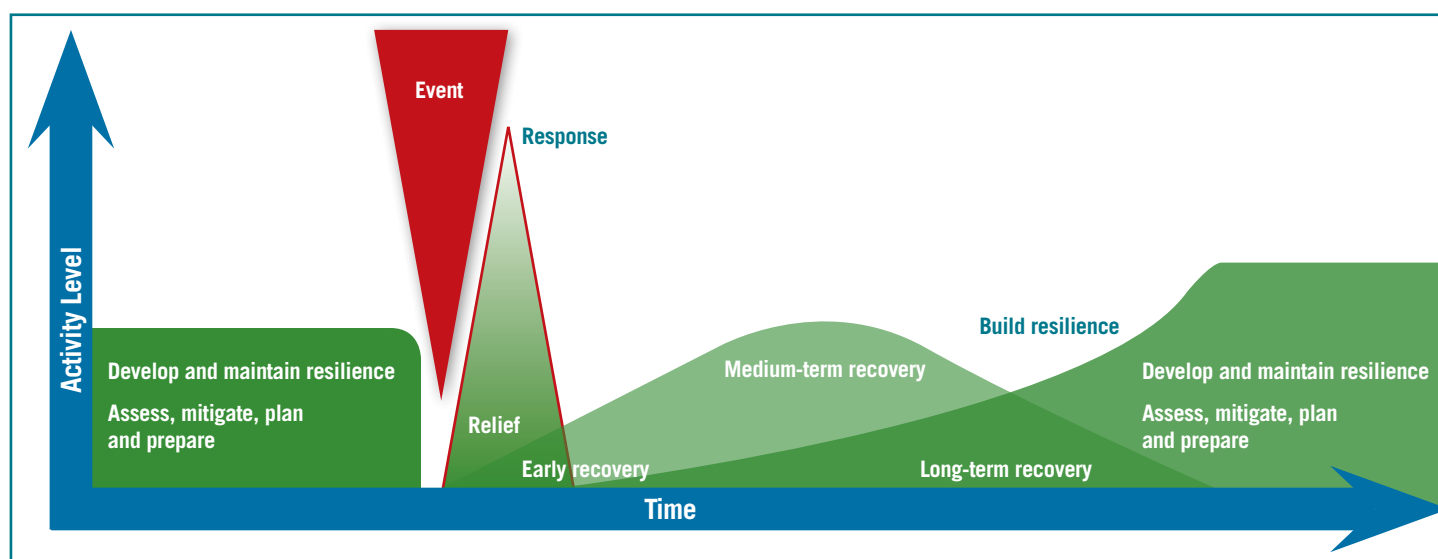 Event
Response
Activity Level
Build resilience
Develop and maintain resilience
Assess, mitigate, plan
and prepare
Medium-term recovery
Develop and maintain resilience
Assess, mitigate, plan
and prepare
Relief
Early recovery
Long-term recovery
Time